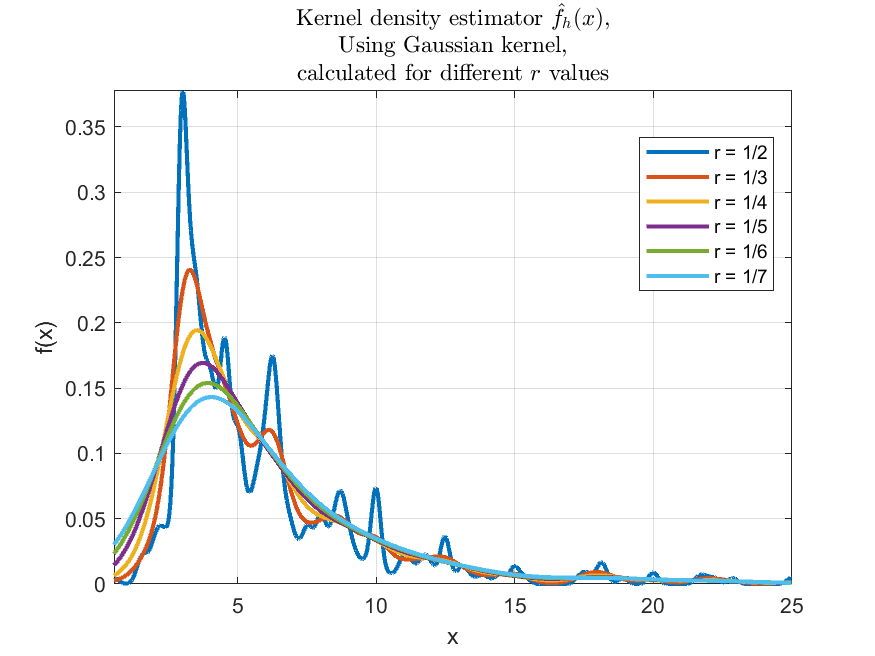 Kernel density estimator $\hat{f}_h(x)$,
Using Gaussian kernel,
calculated for different $r$ values
f(x)
0.35
0.3
0.25
0.2
0.15
0.1
0.05
0
r = 1/2
r = 1/3
r = 1/4
r = 1/5
r = 1/6
r = 1/7
5
10
15
20
25
x